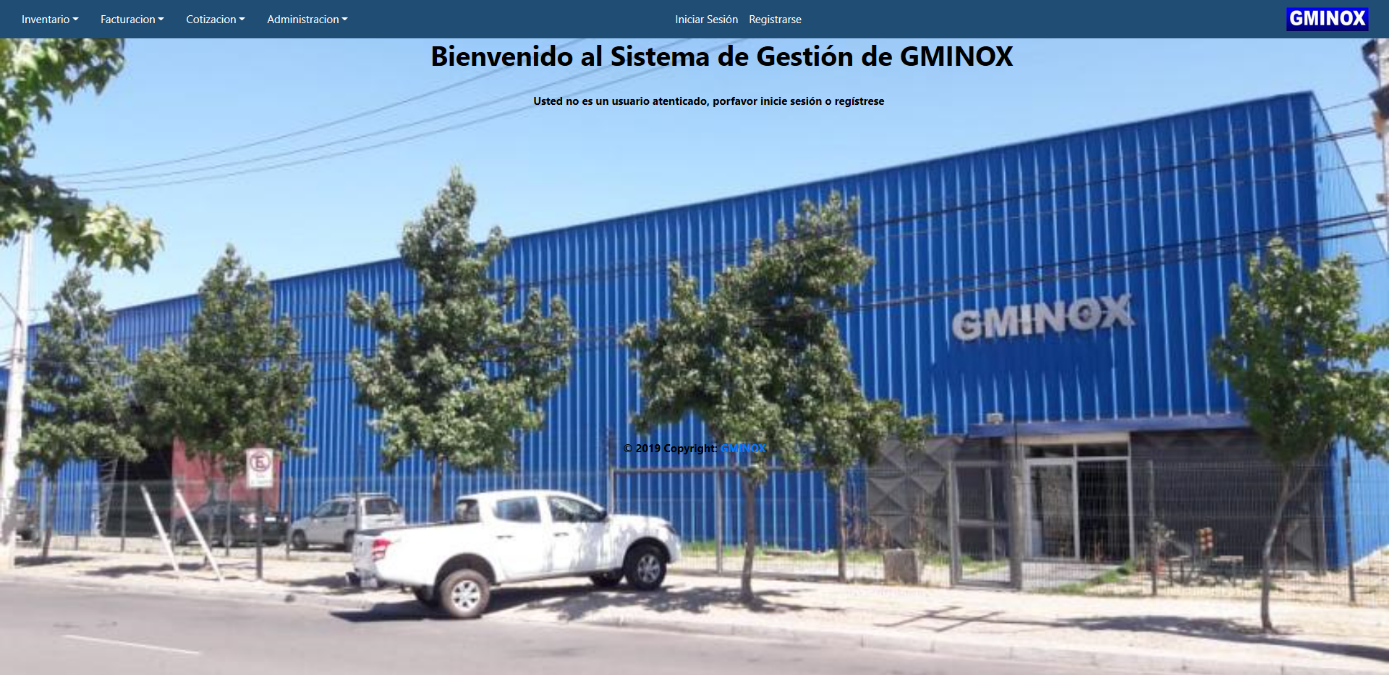 Inventario Facturacion Cotizacion Administracion Iniciar Sesión Registrarse GMINOX
Bienvenido al Sistema de Gestión de GMINOX
Usted no es un usuario atenticado, porfavor inicie sesión o regístrese
GMINOX
© 2019 Copyright: GMINOX